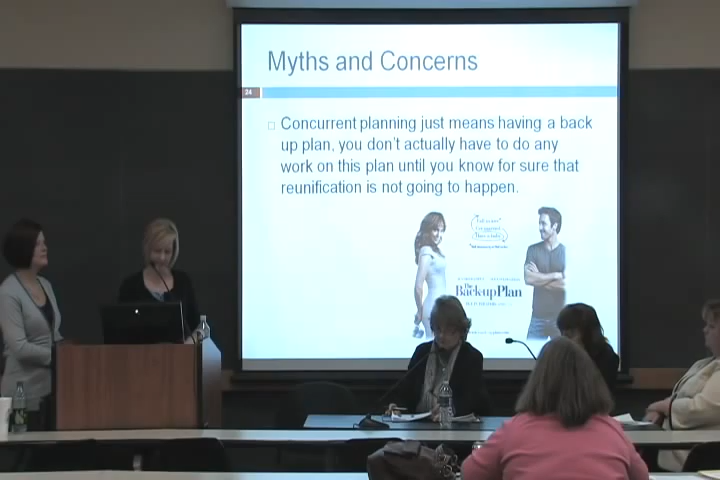 Myths and Concerns
24
Concurrent planning just means having a back
up plan, you don't actually have to do any
work on this plan until you know for sure that
reunification is not going to happen.
The
Back-up Plan